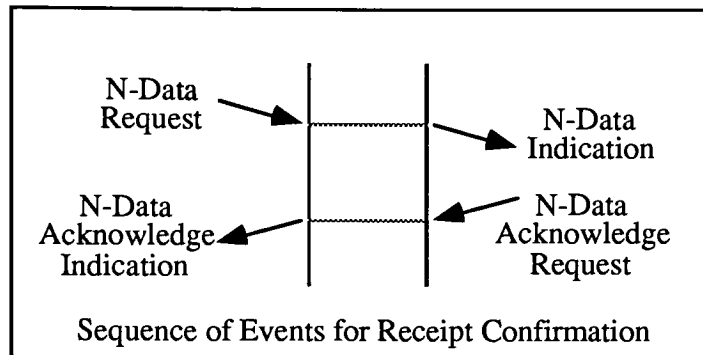 N-Data
Request
N-Data
Indication
N-Data
Acknowledge
Indication
N-Data
Acknowledge
Request
Sequence of Events for Receipt Confirmation